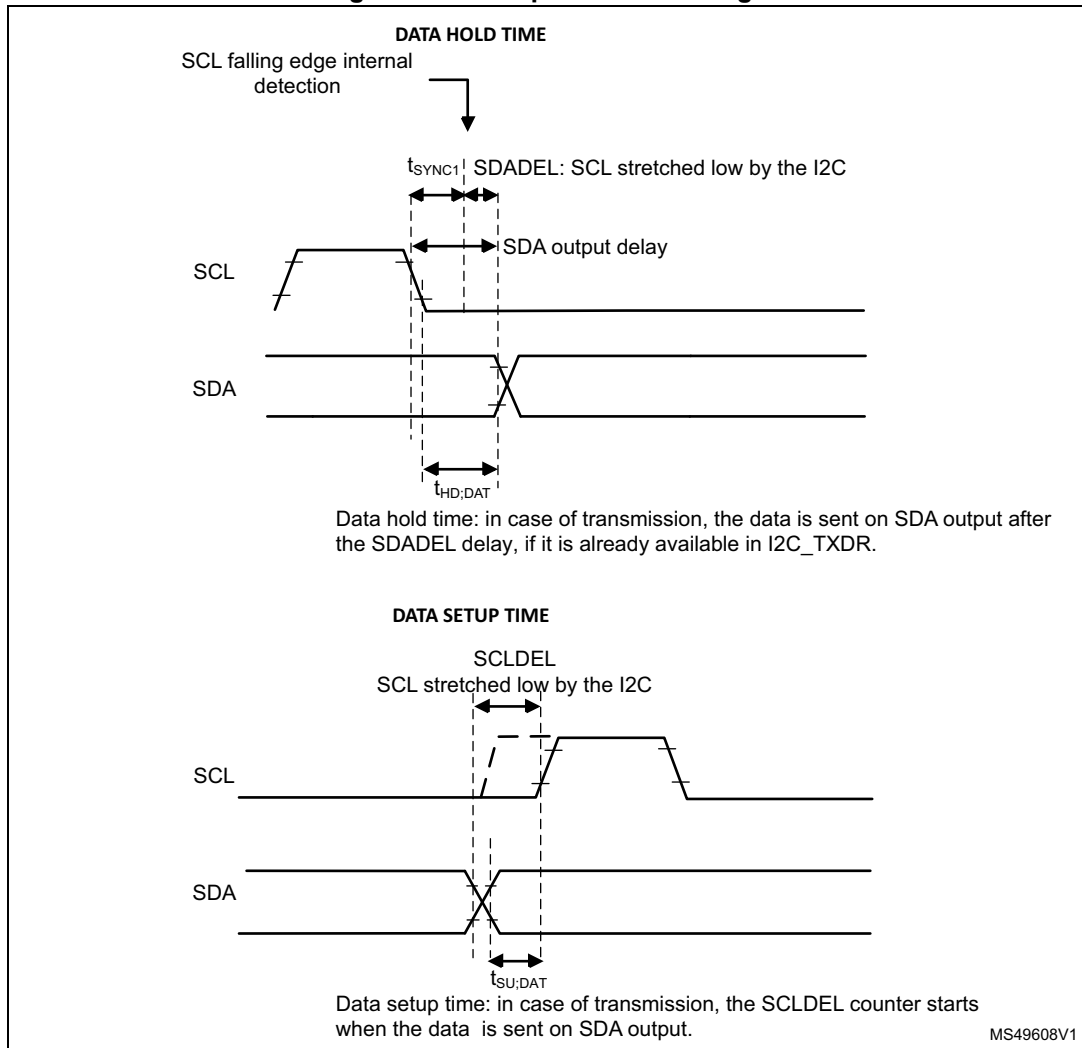 DATA HOLD TIME
SCL falling edge internal
detection
tSYNC1
SDADEL: SCL stretched low by the I2C
SDA output delay
SCL
SDA
tHD;DAT
Data hold time: in case of transmission, the data is sent on SDA output after
the SDADEL delay, if it is already available in I2C_TXDR.
DATA SETUP TIME
SCLDEL
SCL stretched low by the I2C
SCL
SDA
tSU;DAT
Data setup time: in case of transmission, the SCLDEL counter starts
when the data is sent on SDA output.
MS49608V1